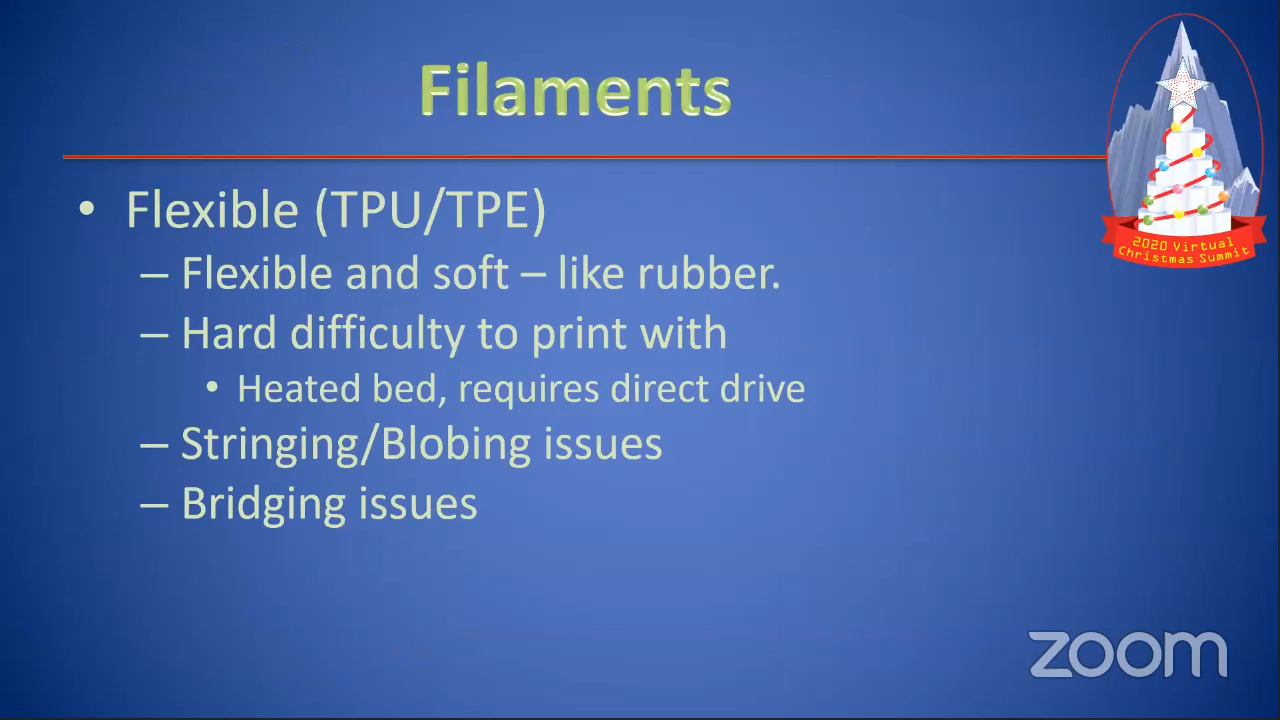 Filaments
• Flexible (TPU/TPE)
– Flexible and soft – like rubber.
– Hard difficulty to print with
• Heated bed, requires direct drive
– Stringing/Blobing issues
– Bridging issues
2020 Virtual
Christmas Summit
zoom